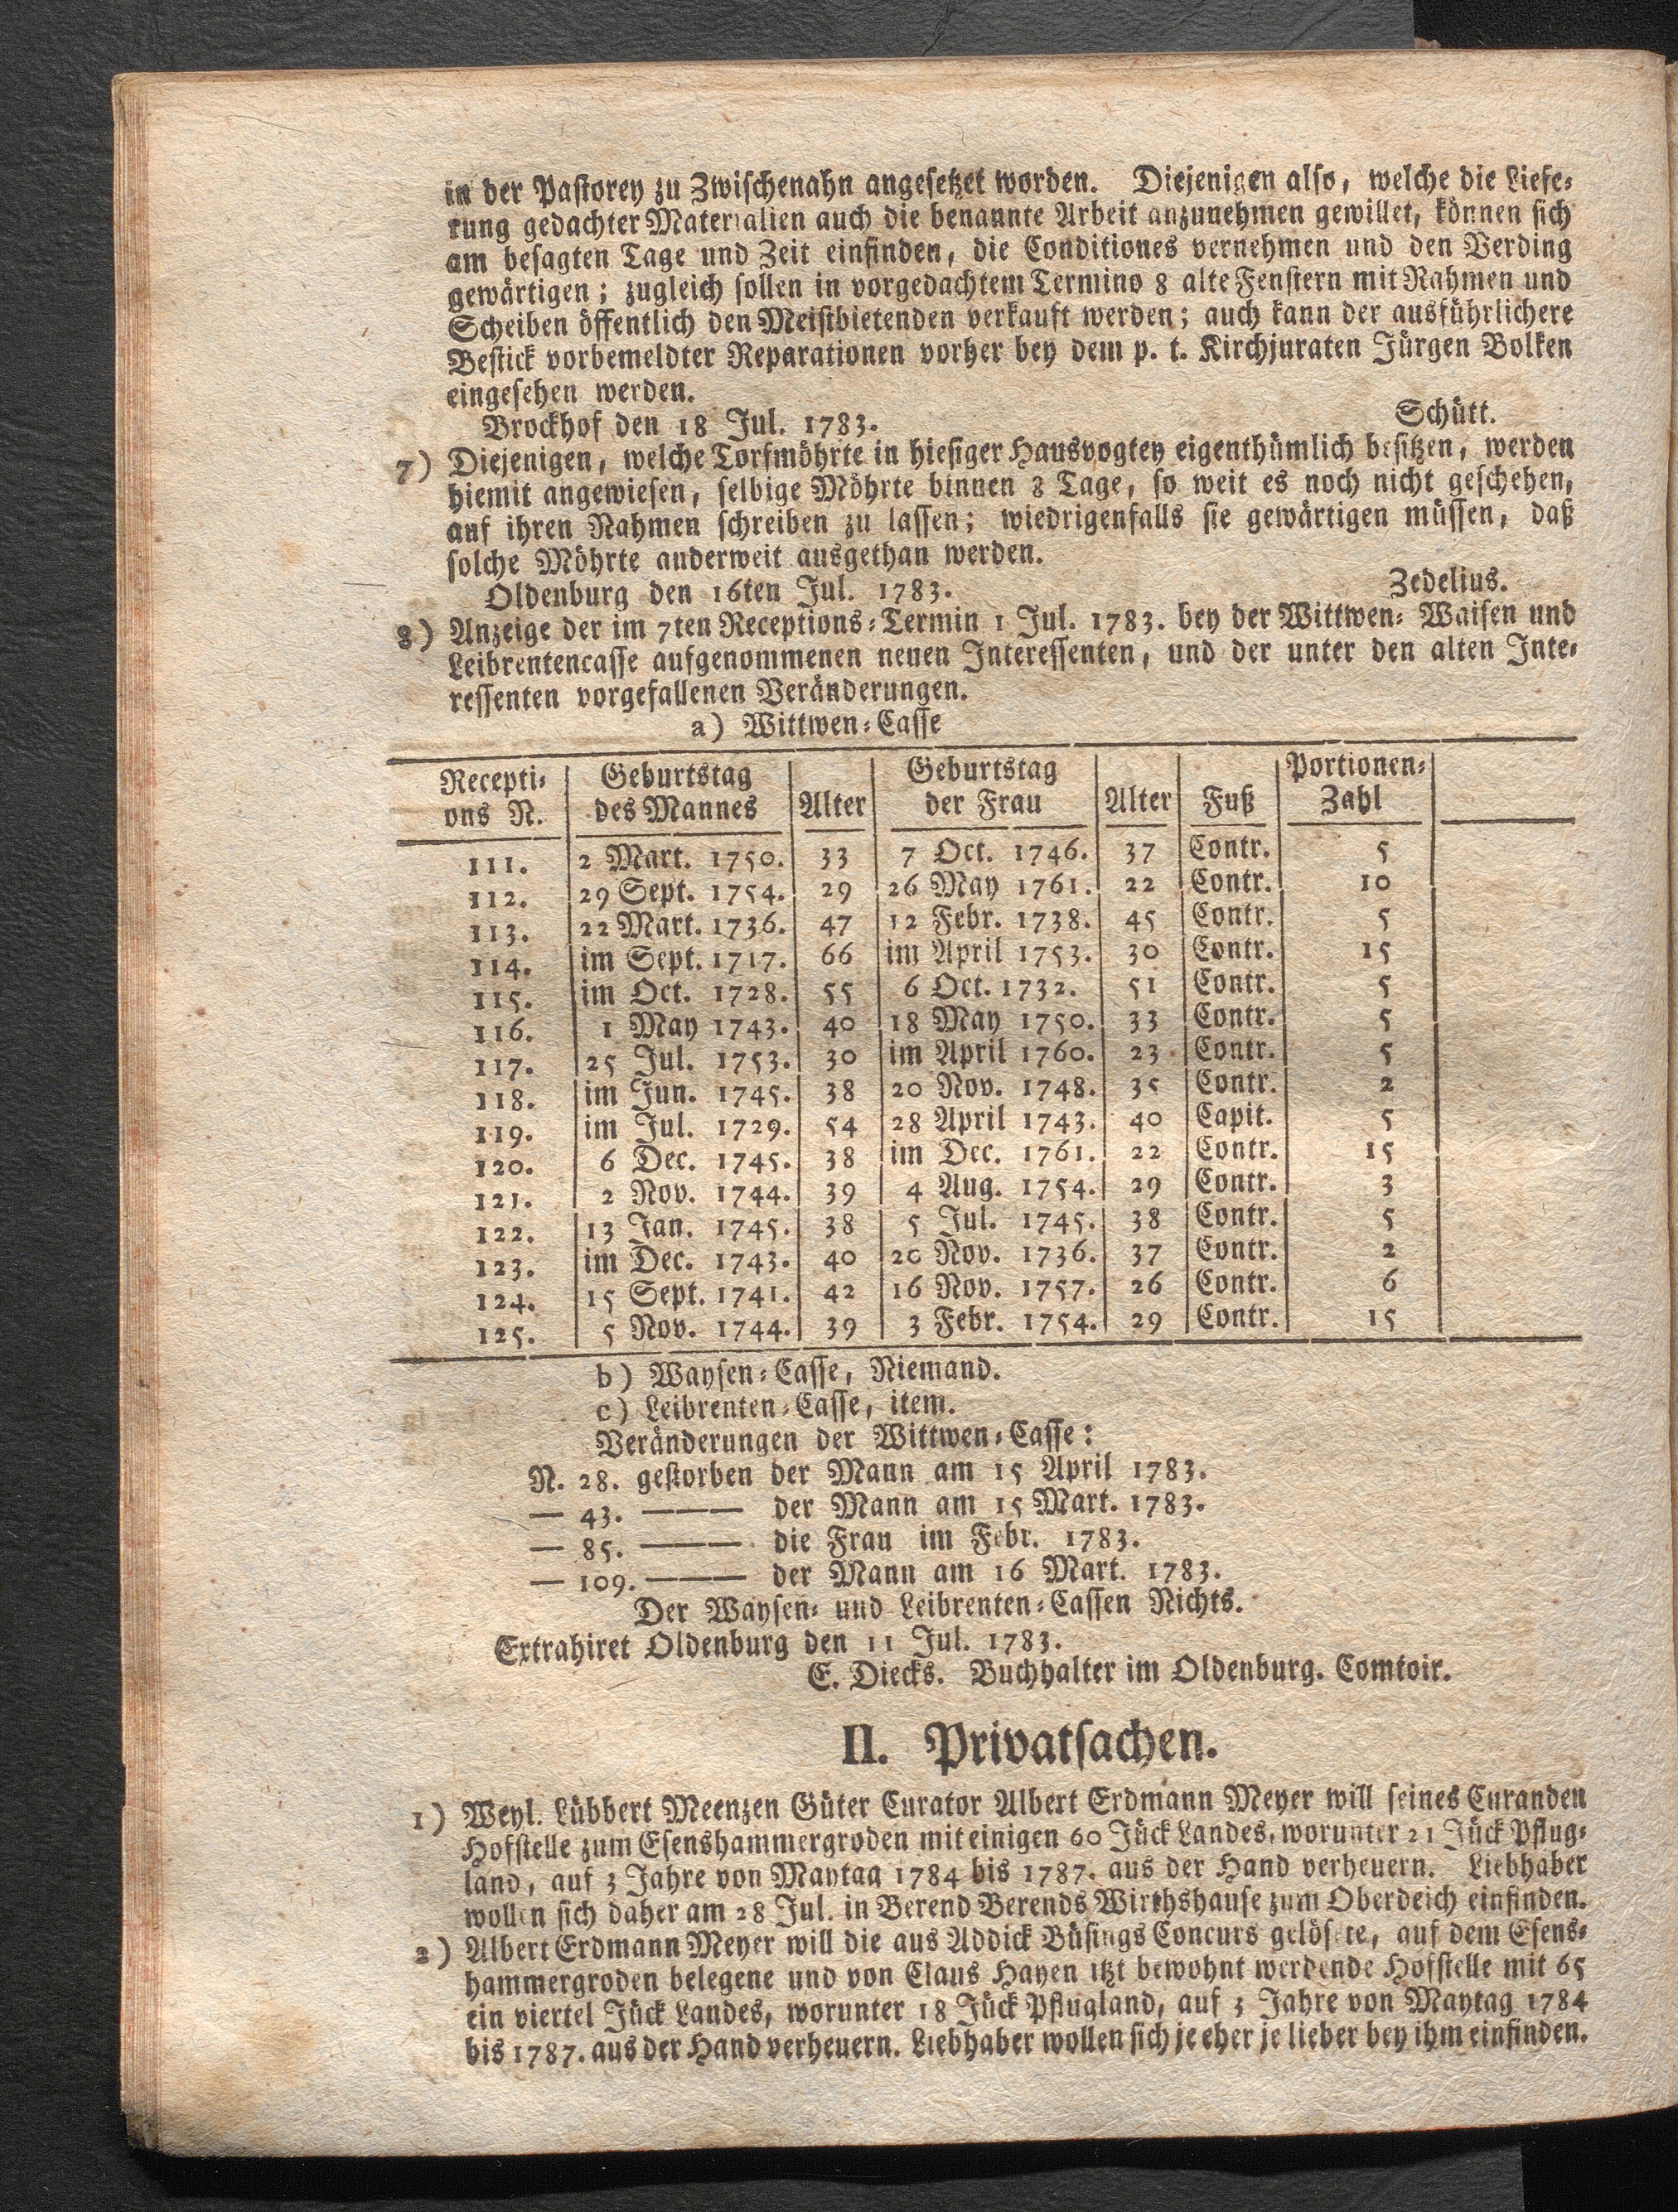 in der Pastorey zu Zwischenahn angesetzet worden. Diejenigen also, welche die Liefe-
rung gedachter Materialien auch die benannte Arbeit anzunehmen gewillet, können sich
am besagten Tage und Zeit einfinden, die Conditiones vernehmen und den Verding
gewärtigen; zugleich sollen in vorgedachtem Termino 8 alte Fenstern mit Rahmen und
Scheiben öffentlich den Meistbietenden verkauft werden; auch kann der ausführlichere
Bestick vorbemeldter Reparationen vorher bey dem p. t. Kirchjuraten Jürgen Bolken
eingesehen werden.
Brockhof den 18 Jul. 1783. Schütt.
7) Diejenigen, welche Torfmöhrte in hiesiger Hausvogtey eigenthümlich besitzen, werden
hiemit angewiesen, selbige Möhrte binnen 8 Tage, so weit es noch nicht geschehen,
auf ihren Nahmen schreiben zu lassen; wiedrigenfalls sie gewärtigen müssen, daß
solche Möhrte anderweit ausgethan werden.
Oldenburg den 16ten Jul. 1783. Zedelius.
8) Anzeige der im 7ten Receptions-Termin 1 Jul. 1783. bey der Wittwen- Waisen und
Leibrentencasse aufgenommenen neuen Interessenten, und der unter den alten Inte-
ressenten vorgefallenen Veränderungen.
a) Wittwen-Casse
Recepti- Geburtstag Geburtstag Portionen-
ons N. des Mannes Alter der Frau Alter Fuß Zahl
111. 2 Mart. 1750. 33 7 Oct. 1746. 37 Contr. 5
112. 29 Sept. 1754. 29 26 May 1761. 22 Contr. 10
113. 22 Mart. 1736. 47 12 Febr. 1738. 45 Contr. 5
114. im Sept. 1717. 66 im April 1753. 30 Contr. 15
115. im Oct. 1728. 55 6 Oct. 1732. 51 Contr. 5
116. 1 May 1743. 40 18 May 1750. 33 Contr. 5
117. 25 Jul. 1753. 30 im April 1760. 23 Contr. 5
118. im Jun. 1745. 38 20 Nov. 1748. 35 Contr. 2
119. im Jul. 1729. 54 28 April 1743. 40 Capit. 5
120. 6 Dec. 1745. 38 im Dec. 1761. 22 Contr. 15
121. 2 Nov. 1744. 39 4 Aug. 1754. 29 Contr. 3
122. 13 Jan. 1745. 38 5 Jul. 1745. 38 Contr. 5
123. im Dec. 1743. 40 20 Nov. 1736. 37 Contr. 2
124. 15 Sept. 1741. 42 16 Nov. 1757. 26 Contr. 6
125. 5 Nov. 1744. 39 3 Febr. 1754. 29 Contr. 15
b) Waysen-Casse, Niemand.
c) Leibrenten-Casse, item.
Veränderungen der Wittwen-Casse:
N. 28. gestorben der Mann am 15 April 1783.
— 43. ——— der Mann am 15 Mart. 1783.
— 85. ——— die Frau im Febr. 1783.
— 109. ——— der Mann am 16 Mart. 1783.
Der Waysen- und Leibrenten-Cassen Nichts.
Extrahiret Oldenburg den 11 Jul. 1783.
E. Diecks. Buchhalter im Oldenburg. Comtoir.
II. Privatsachen.
1) Weyl. Lübbert Meenzen Güter Curator Albert Erdmann Meyer will seines Curanden
Hofstelle zum Esenshammergroden mit einigen 60 Jück Landes, worunter 21 Jück Pflug-
land, auf 3 Jahre von Maytag 1784 bis 1787. aus der Hand verheuern. Liebhaber
wollen sich daher am 28 Jul. in Berend Berends Wirthshause zum Oberdeich einfinden.
2) Albert Erdmann Meyer will die aus Addick Büsings Concurs gelösete, auf dem Esens-
hammergroden belegene und von Claus Hayen itzt bewohnt werdende Hofstelle mit 65
ein viertel Jück Landes, worunter 18 Jück Pflugland, auf 3 Jahre von Maytag 1784
bis 1787. aus der Hand verheuern. Liebhaber wollen sich je eher je lieber bey ihm einfinden.